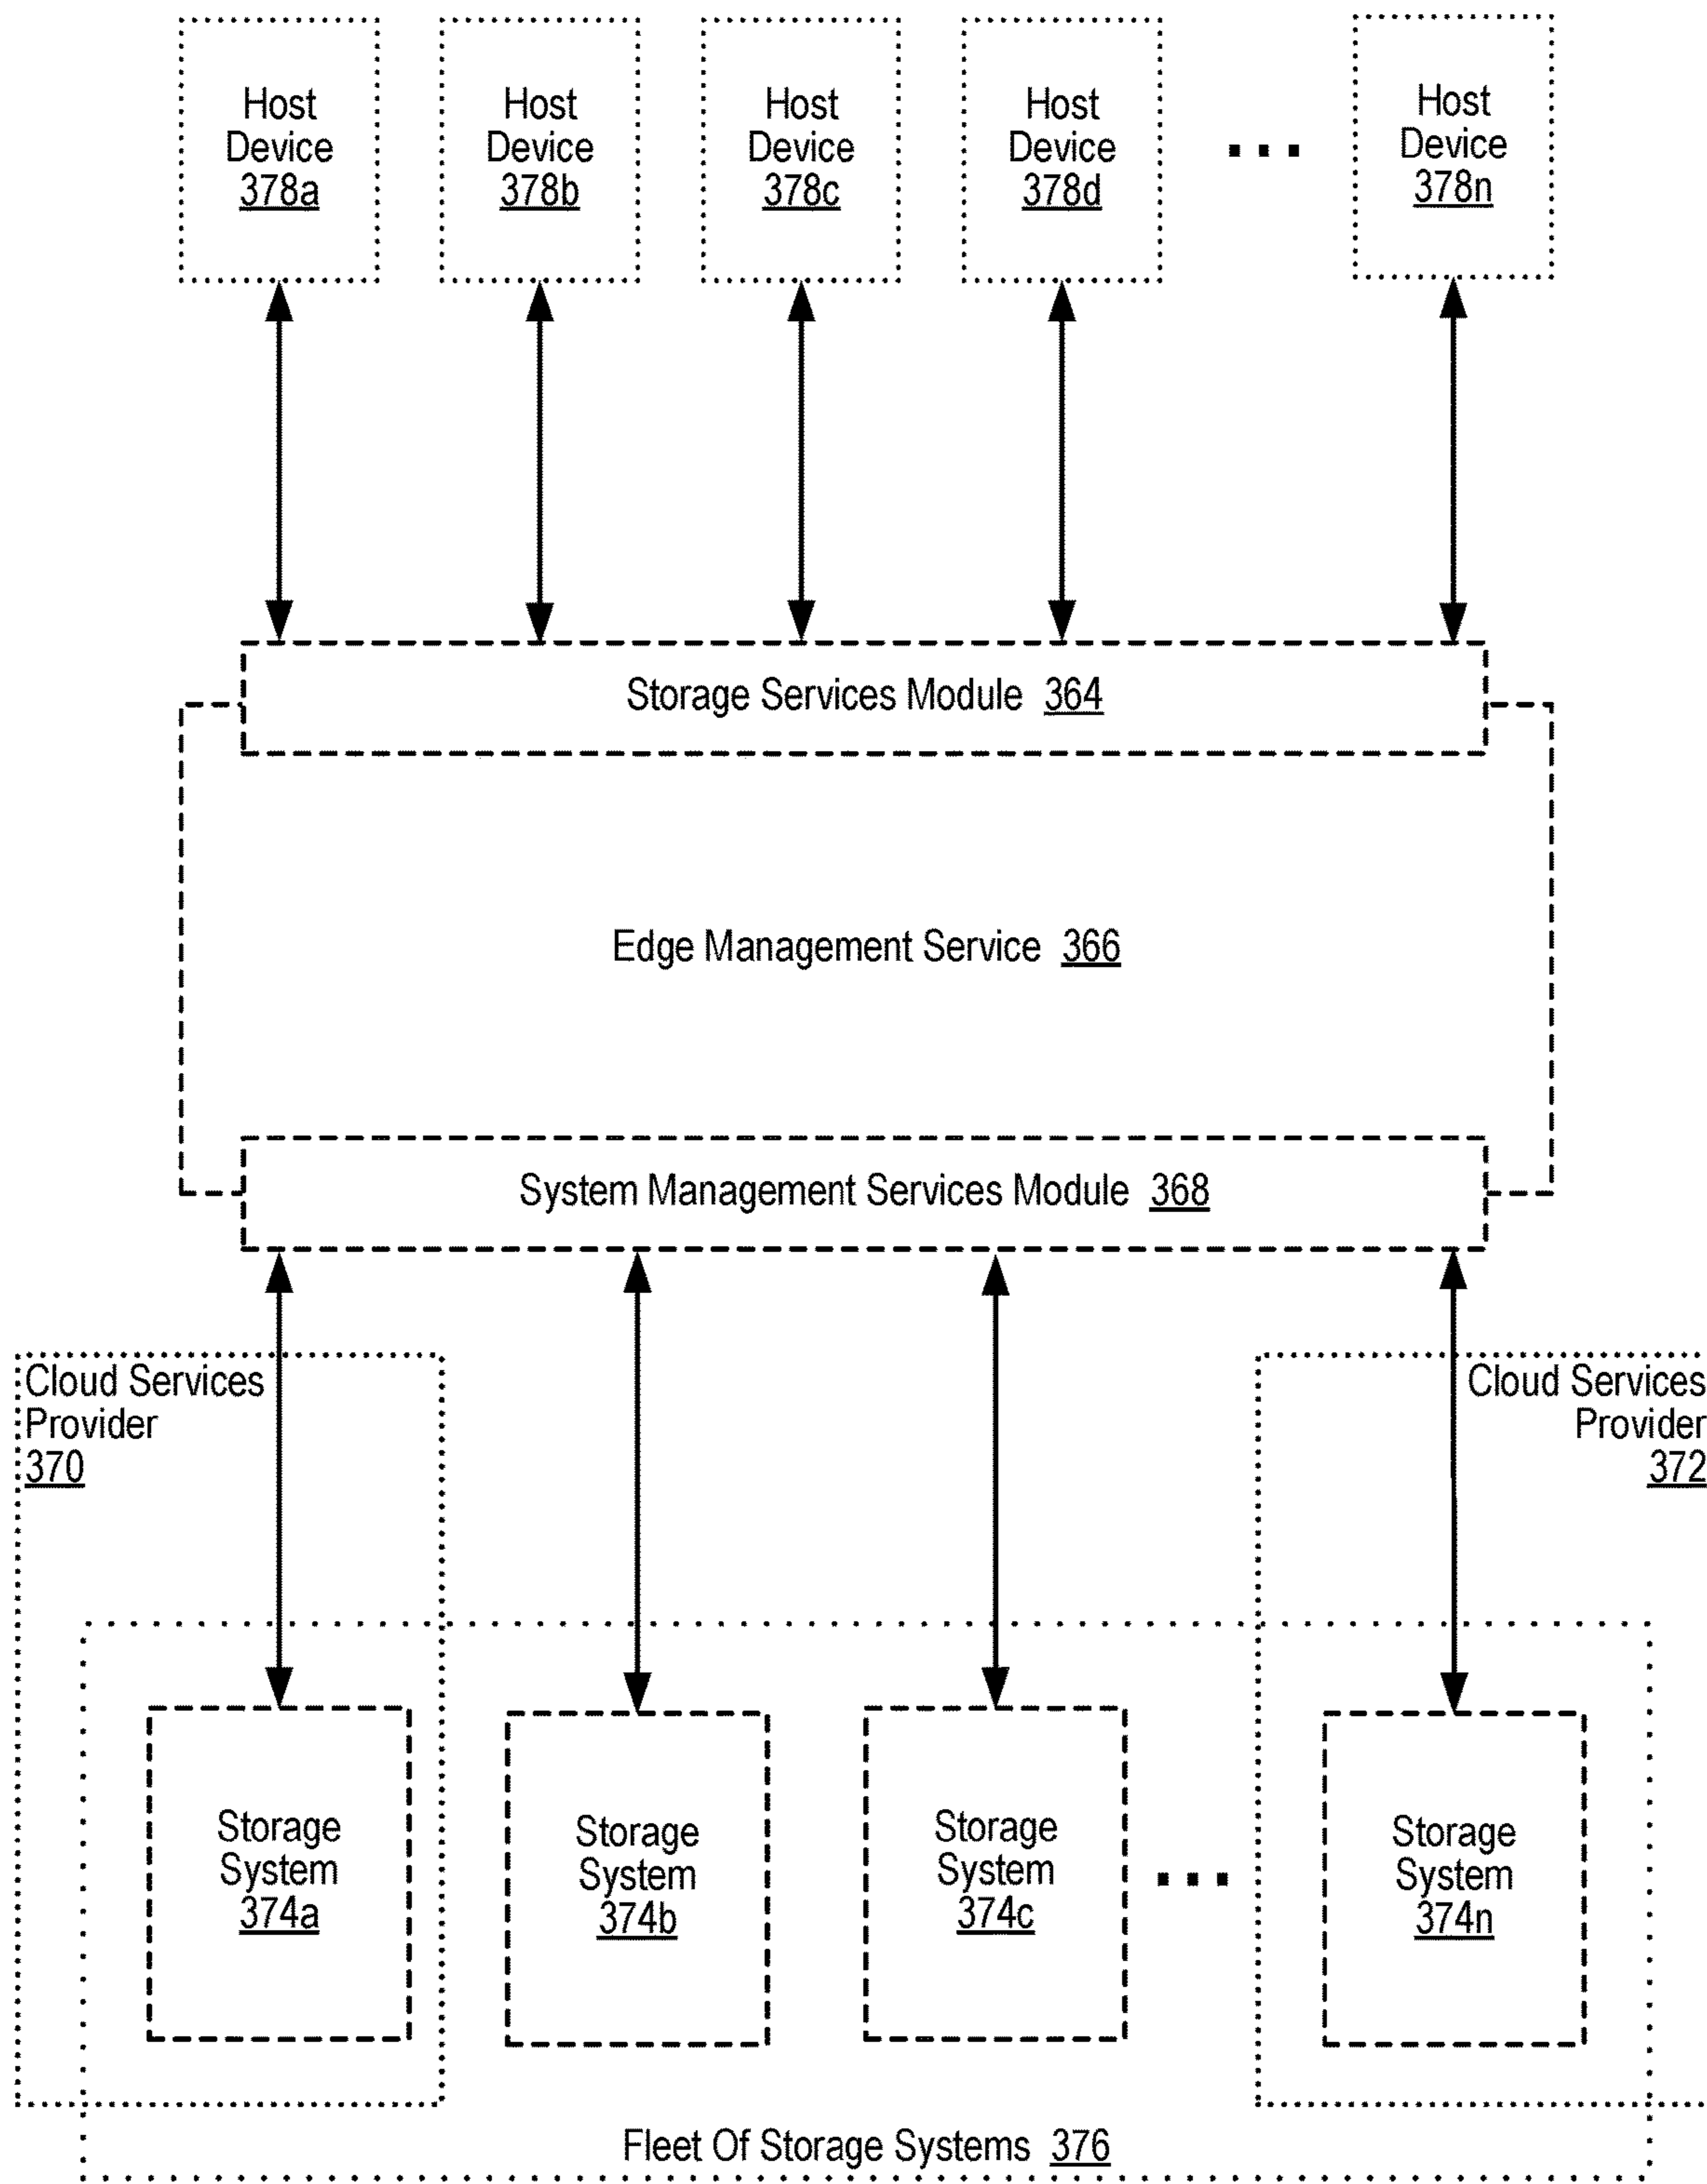 Host
Device
378a
Host
Device
378b
Host
Device
378c
Host
Device
378d
...
Host
Device
378n
Storage Services Module 364
Edge Management Service 366
System Management Services Module 368
Cloud Services
Provider
370
Cloud Services
Provider
372
Storage
System
374a
Storage
System
374b
Storage
System
374c
...
Storage
System
374n
Fleet Of Storage Systems 376